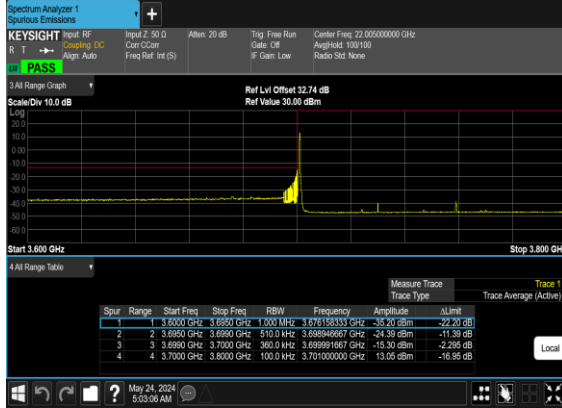 Spectrum Analyzer 1
Spurious Emissions
+
KEYSIGHT Input: RF Input Z: 50 Ω Atten: 20 dB Trig: Free Run Center Freq: 22.005000000 GHz
R T Coupling: DC Corr CCorr Gate: Off Avg|Hold: 100/100
Align: Auto Freq Ref: Int (S) IF Gain: Low Radio Std: None
PASS
3 All Range Graph
Ref Lvl Offset 32.74 dB
Scale/Div 10.0 dB Ref Value 30.00 dBm
Log
20.0
10.0
0.00
-10.0
-20.0
-30.0
-40.0
-50.0
-60.0
Start 3.600 GHz Stop 3.800 GH
4 All Range Table
Measure Trace Trace 1
Trace Type Trace Average (Active)
Spur Range Start Freq Stop Freq RBW Frequency Amplitude ΔLimit
1 1 3.6000 GHz 3.6950 GHz 1.000 MHz 3.676158333 GHz -35.20 dBm -22.20 dB
2 2 3.6950 GHz 3.6990 GHz 510.0 kHz 3.698946667 GHz -24.39 dBm -11.39 dB
3 3 3.6990 GHz 3.7000 GHz 360.0 kHz 3.699991667 GHz -15.30 dBm -2.295 dB
4 4 3.7000 GHz 3.8000 GHz 100.0 kHz 3.701000000 GHz 13.05 dBm -16.95 dB
Local
? May 24, 2024
5:03:06 AM